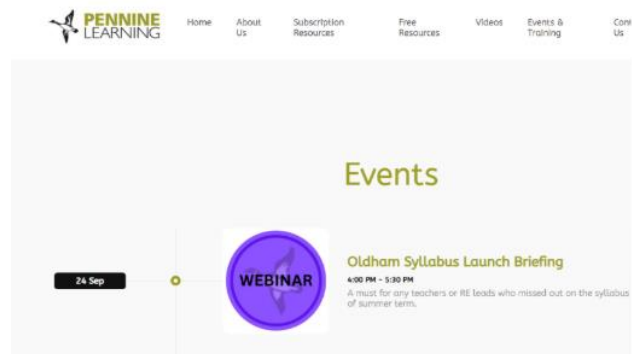 PENNINE
LEARNING
Home
About
Us
Subscription
Resources
Free
Resources
Videos
Events &
Training
Us
Events
24 Sep
WEBINAR
Oldham Syllabus Launch Briefing
4:00 PM - 5:30 PM
A must for any teachers or RE leads who missed out on the syllabus
of summer term.